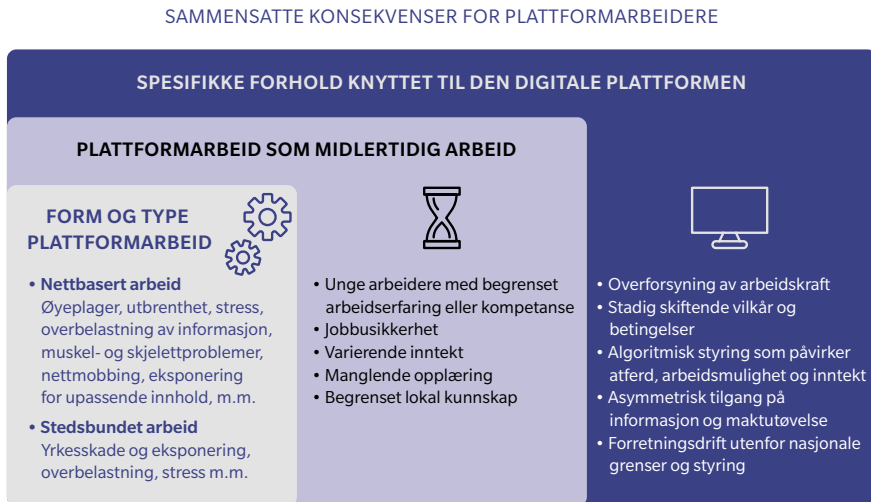 SAMMENSATTE KONSEKVENSER FOR PLATTFORMARBEIDERE
SPESIFIKKE FORHOLD KNYTTET TIL DEN DIGITALE PLATTFORMEN
PLATTFORMARBEID SOM MIDLERTIDIG ARBEID
FORM OG TYPE
PLATTFORMARBEID
• Nettbasert arbeid
Øyeplager, utbrenthet, stress,
overbelastning av informasjon,
muskel- og skjelettproblemer,
nettmobbing, eksponering
for upassende innhold, m.m.
• Stedsbundet arbeid
Yrkesskade og eksponering,
overbelastning, stress m.m.
• Unge arbeidere med begrenset
arbeidserfaring eller kompetanse
• Jobbusikkerhet
• Varierende inntekt
• Manglende opplæring
• Begrenset lokal kunnskap
• Overforsyning av arbeidskraft
• Stadig skiftende vilkår og
betingelser
• Algoritmisk styring som påvirker
atferd, arbeidsmulighet og inntekt
• Asymmetrisk tilgang på
informasjon og maktutøvelse
• Forretningsdrift utenfor nasjonale
grenser og styring